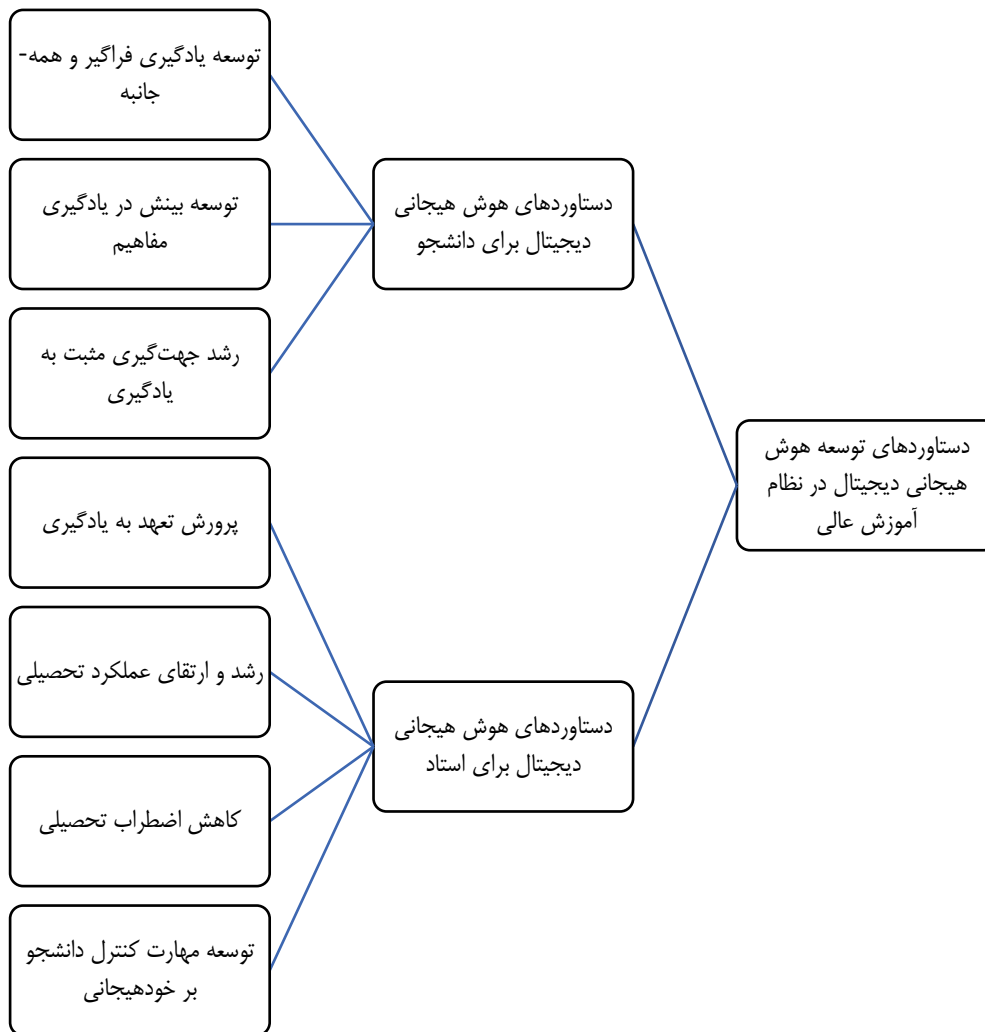 دستاوردهای توسعه هوش
هیجانی دیجیتال در نظام
آموزش عالی
دستاوردهای هوش هیجانی
دیجیتال برای دانشجو
توسعه یادگیری فراگیر و همه-
جانبه
توسعه بینش در یادگیری
مفاهیم
رشد جهت‌گیری مثبت به
یادگیری
دستاوردهای هوش هیجانی
دیجیتال برای استاد
پرورش تعهد به یادگیری
رشد و ارتقای عملکرد تحصیلی
کاهش اضطراب تحصیلی
توسعه مهارت کنترل دانشجو
بر خودهیجانی